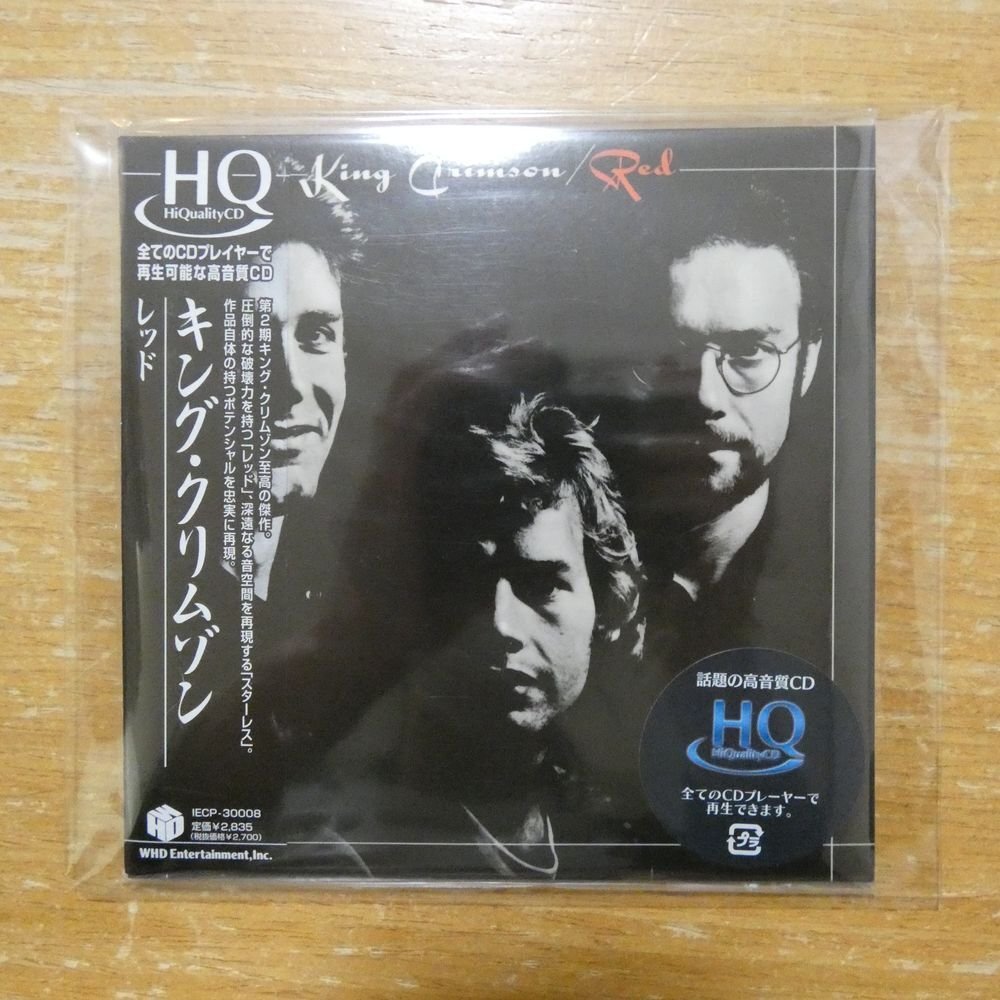 King Crimson/Red
HQ
HiQualityCD
全てのCDプレイヤーで
再生可能な高音質CD
第2期キング・クリムゾン至高の傑作。
圧倒的な破壊力を持つ「レッド」、深遠なる音空間を再現する「スターレス」。
作品自体の持つポテンシャルを忠実に再現。
キング・クリムゾン
レッド
IECP-30008
定価¥2,835
(税抜価格¥2,700)
WHD
WHD Entertainment,Inc.
話題の高音質CD
HQ
HiQualityCD
全てのCDプレーヤーで
再生できます。
プラ